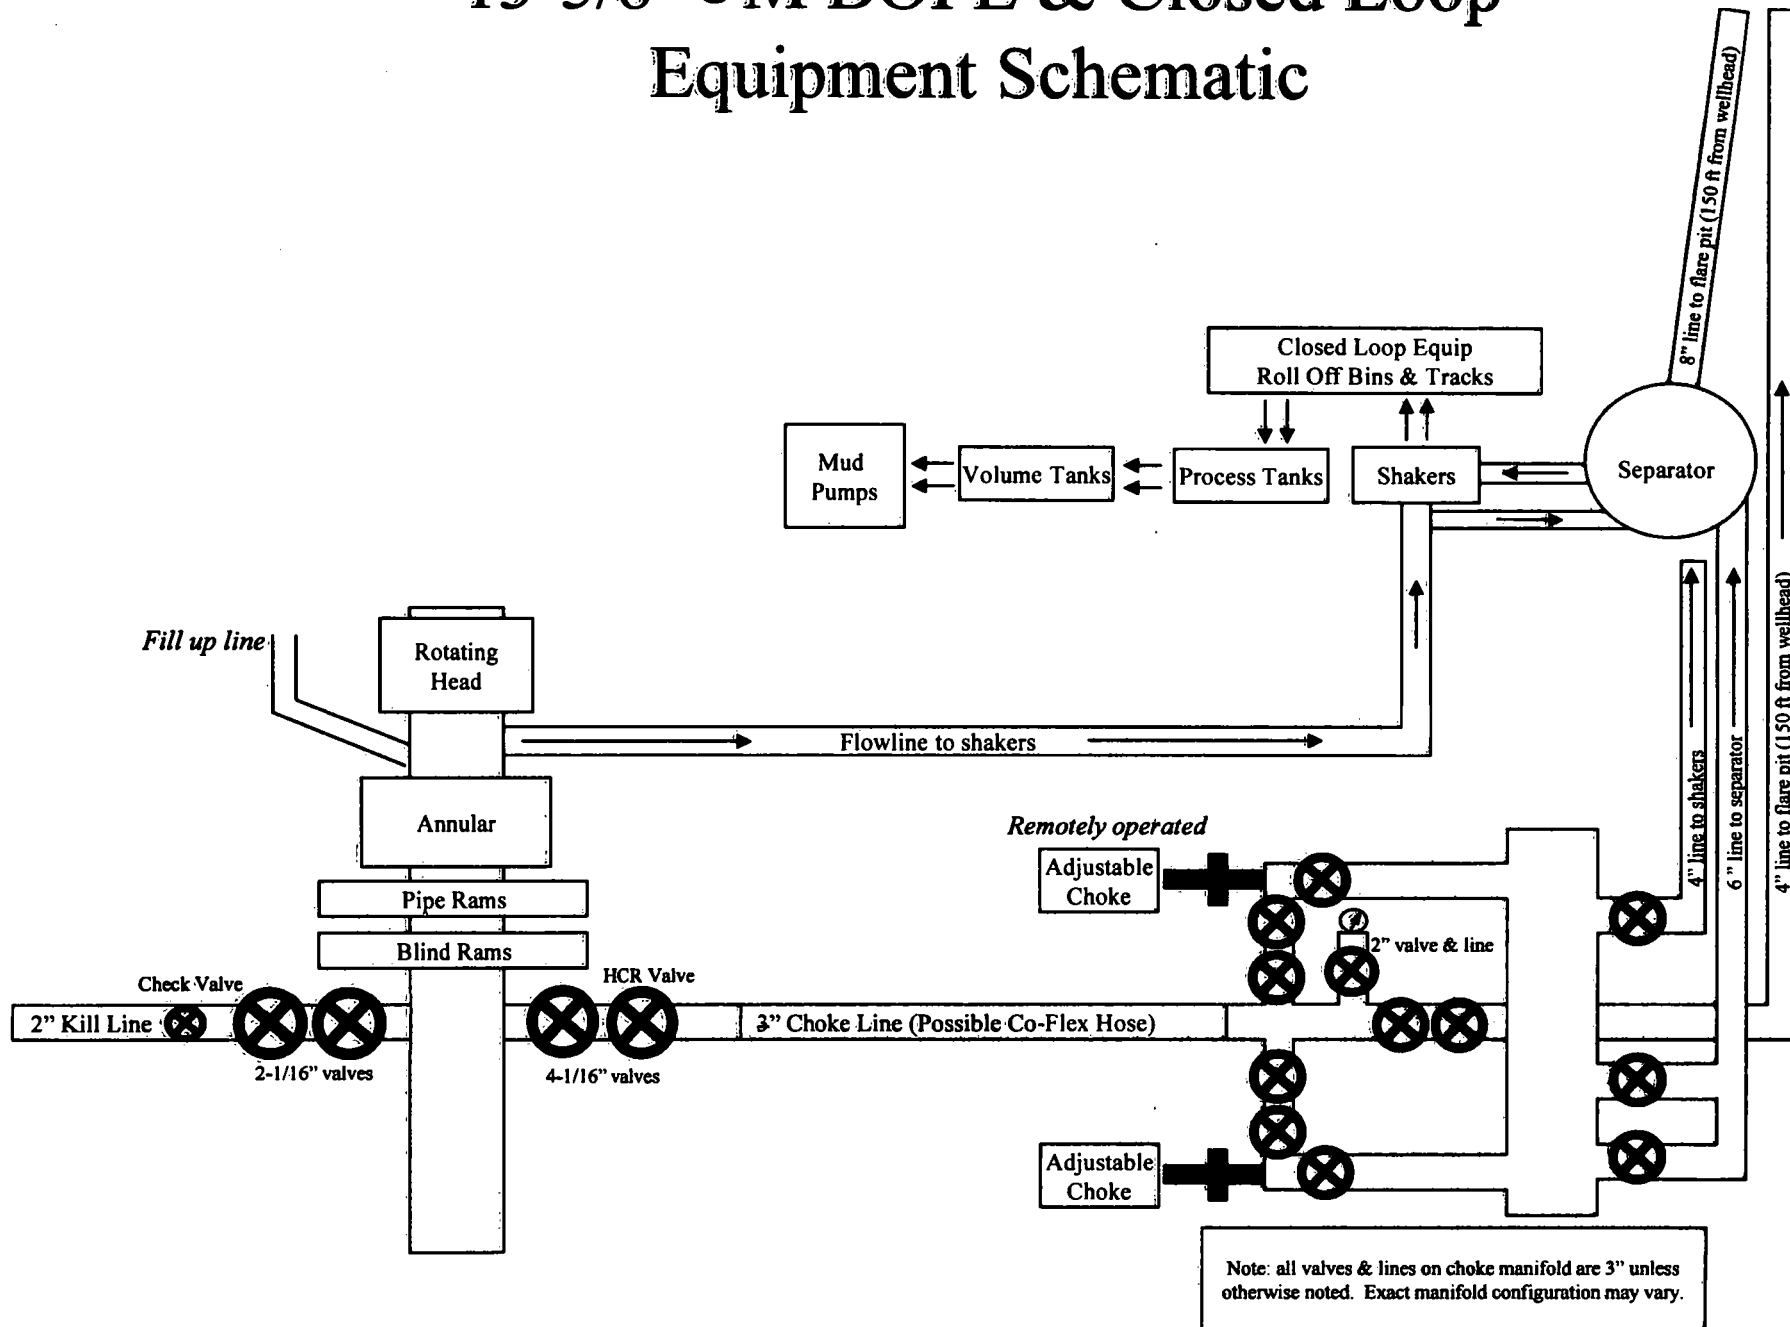 BOPE & Closed Loop
Equipment Schematic
8" line to flare pit (150 ft from wellhead)
Closed Loop Equip
Roll Off Bins & Tracks
Mud
Pumps
Volume Tanks
Process Tanks
Shakers
Separator
Fill up line
Rotating
Head
Flowline to shakers
Annular
Pipe Rams
Blind Rams
Check Valve
HCR Valve
2" Kill Line
2-1/16" valves
4-1/16" valves
3" Choke Line (Possible Co-Flex Hose)
Remotely operated
Adjustable
Choke
2" valve & line
Adjustable
Choke
4" line to shakers
6" line to separator
4" line to flare pit (150 ft from wellhead)
Note: all valves & lines on choke manifold are 3" unless
otherwise noted. Exact manifold configuration may vary.